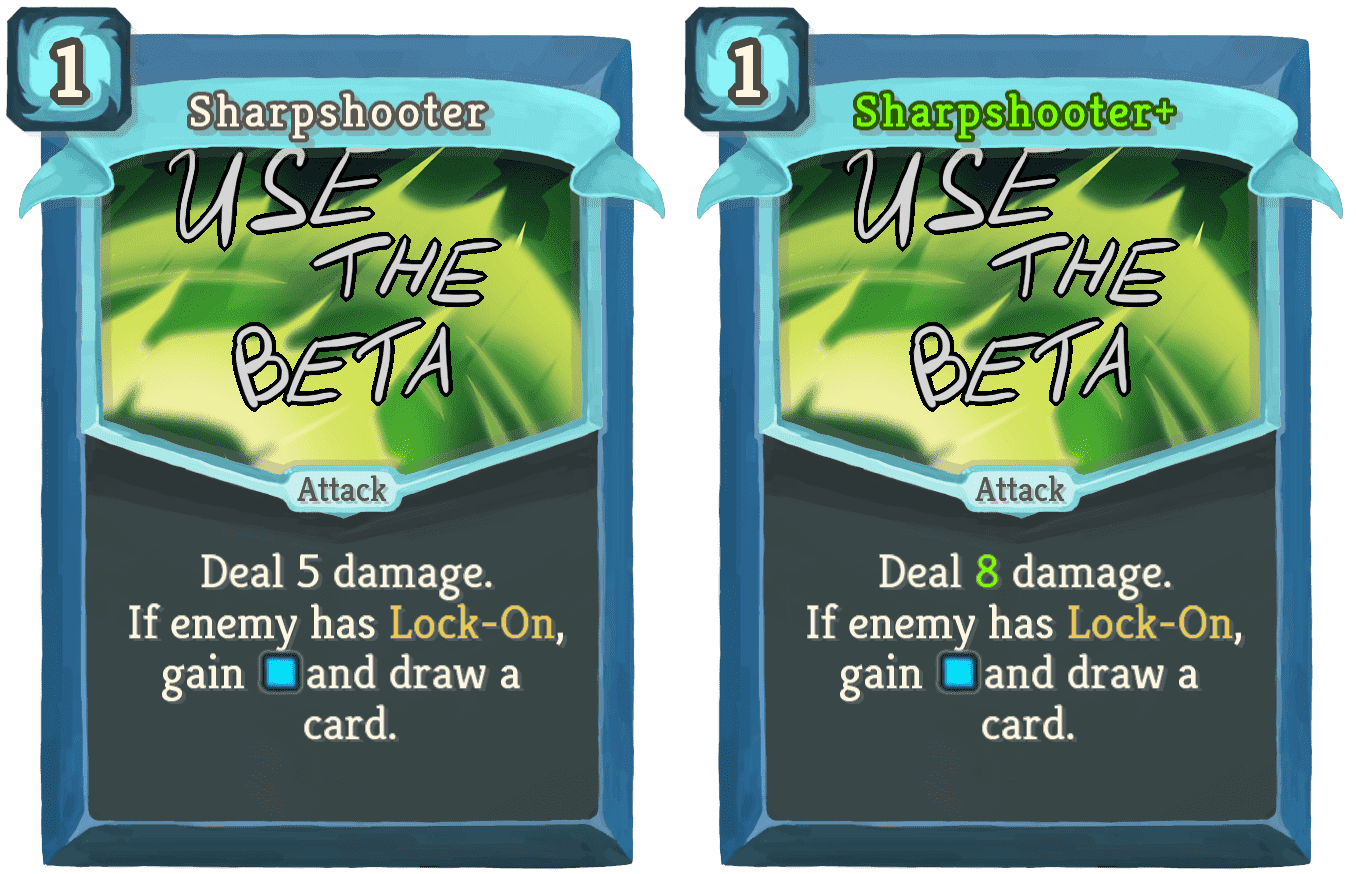 1
Sharpshooter
USE
THE
BETA
Attack
Deal 5 damage.
If enemy has Lock-On,
gain and draw a
card.
1
Sharpshooter+
USE
THE
BETA
Attack
Deal 8 damage.
If enemy has Lock-On,
gain and draw a
card.